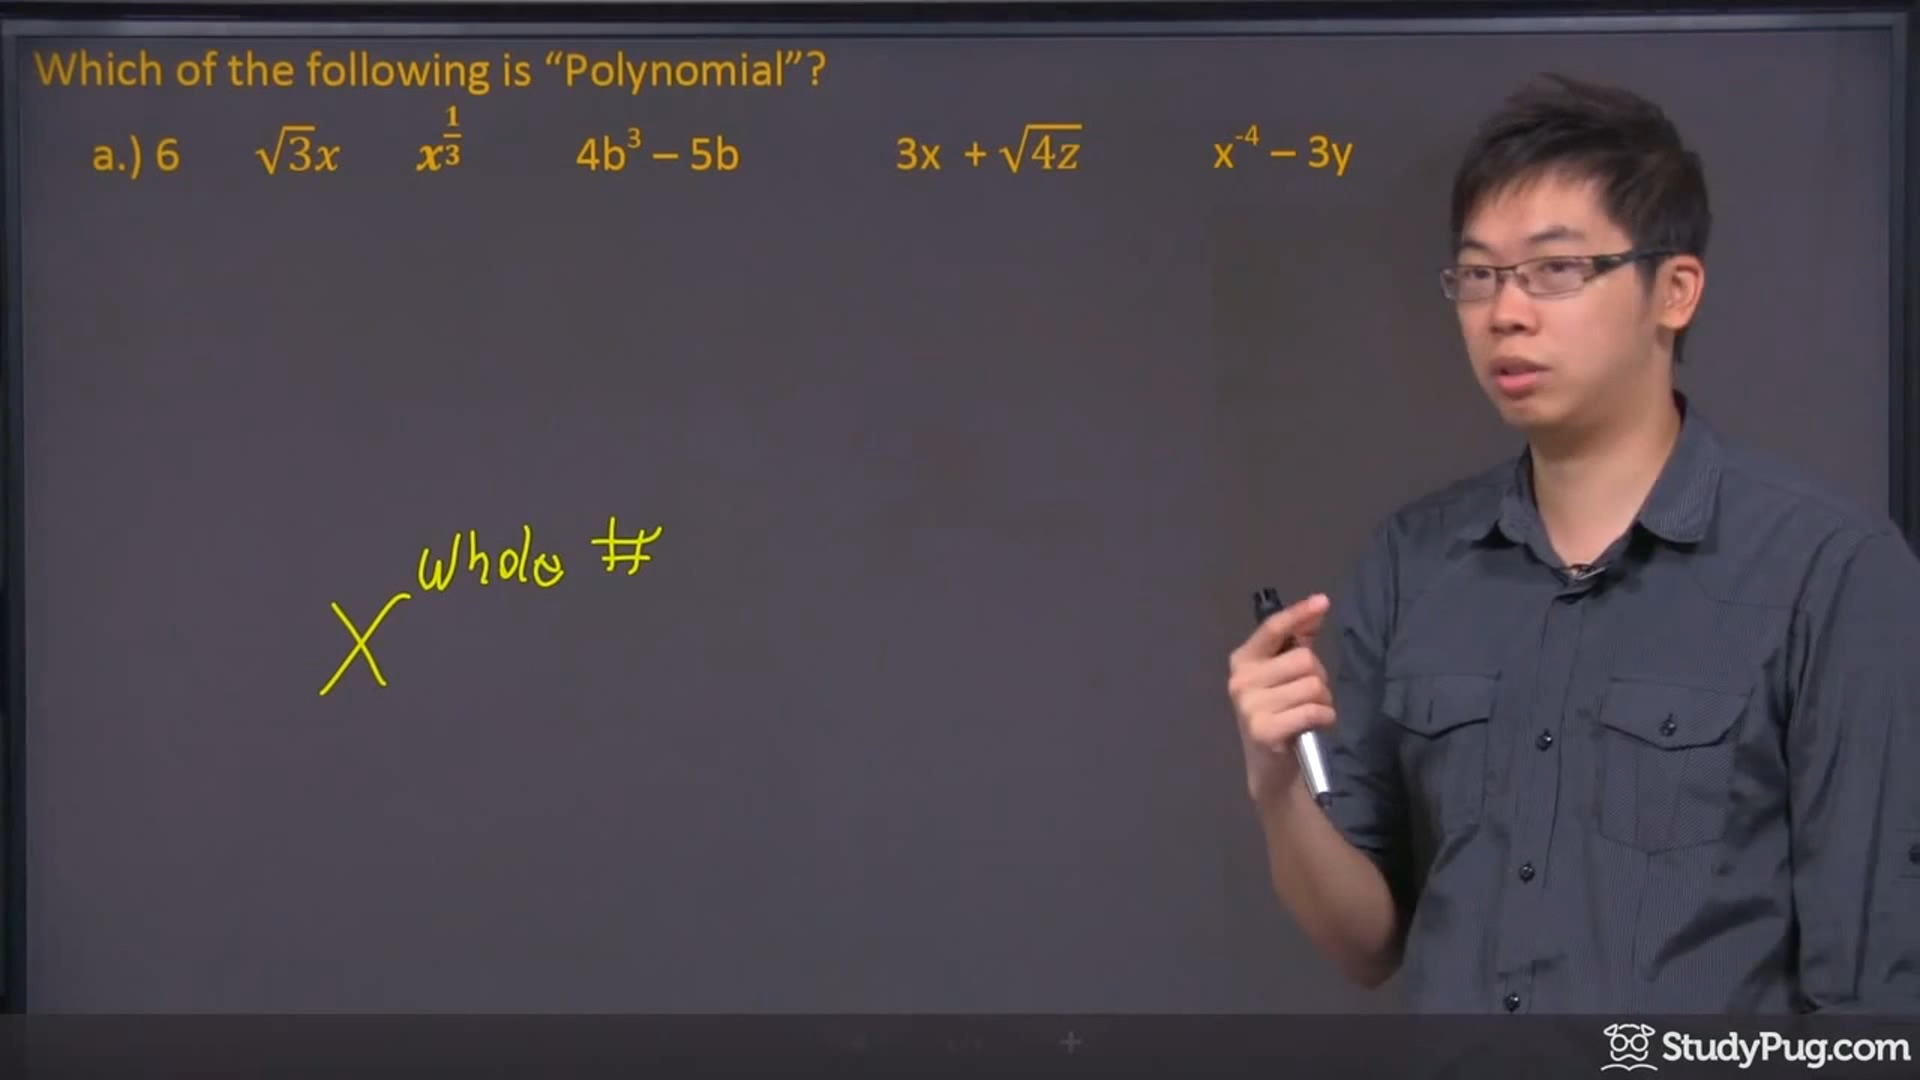 Which of the following is “Polynomial”?
a.) 6 √3x x^(1/3) 4b³ – 5b 3x + √4z x⁻⁴ – 3y
x^Whole #
StudyPug.com